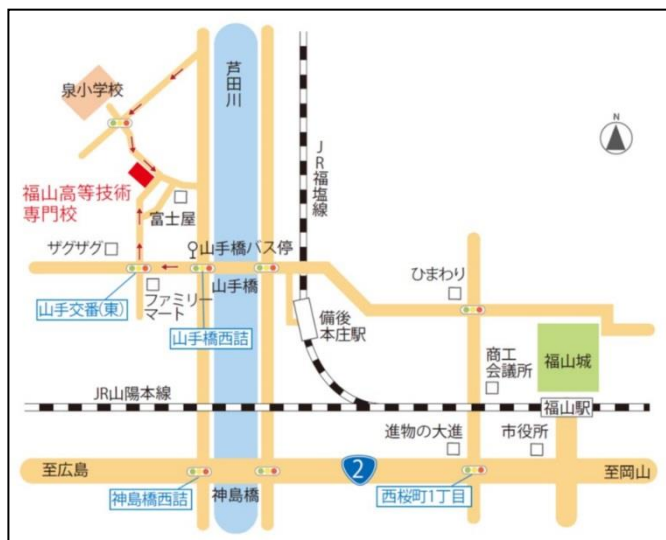 泉小学校
芦田川
N
JR福塩線
福山高等技術
専門校
富士屋
ザグザグ
山手橋バス停
ひまわり
山手橋
山手交番(東)
ファミリー
マート
山手橋西詰
備後
本庄駅
商工
会議所
福山城
JR山陽本線
福山駅
進物の大進
市役所
至広島
2
至岡山
神島橋西詰
神島橋
西桜町1丁目